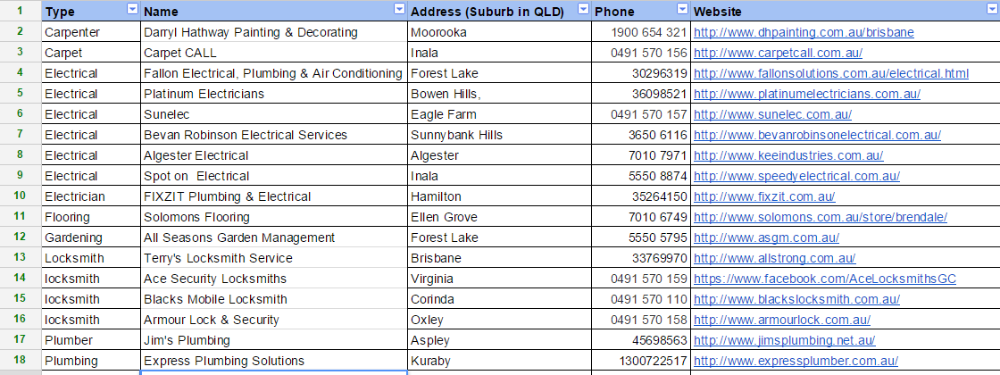 1 Type Name Address (Suburb in QLD) Phone Website
2 Carpenter Darryl Hathway Painting & Decorating Moorooka 1900 654 321 http://www.dhpainting.com.au/brisbane
3 Carpet Carpet CALL Inala 0491 570 156 http://www.carpetcall.com.au/
4 Electrical Fallon Electrical, Plumbing & Air Conditioning Forest Lake 30296319 http://www.fallonsolutions.com.au/electrical.html
5 Electrical Platinum Electricians Bowen Hills, 36098521 http://www.platinumelectricians.com.au/
6 Electrical Sunelec Eagle Farm 0491 570 157 http://www.sunelec.com.au/
7 Electrical Bevan Robinson Electrical Services Sunnybank Hills 3650 6116 http://www.bevanrobinsonelectrical.com.au/
8 Electrical Algester Electrical Algester 7010 7971 http://www.keeindustries.com.au/
9 Electrical Spot on  Electrical Inala 5550 8874 http://www.speedyelectrical.com.au/
10 Electrician FIXZIT Plumbing & Electrical Hamilton 35264150 http://www.fixzit.com.au/
11 Flooring Solomons Flooring Ellen Grove 7010 6749 http://www.solomons.com.au/store/brendale/
12 Gardening All Seasons Garden Management Forest Lake 5550 5795 http://www.asgm.com.au/
13 Locksmith Terry's Locksmith Service Brisbane 33769970 http://www.allstrong.com.au/
14 locksmith Ace Security Locksmiths Virginia 0491 570 159 https://www.facebook.com/AceLocksmithsGC
15 locksmith Blacks Mobile Locksmith Corinda 0491 570 110 http://www.blackslocksmith.com.au/
16 locksmith Armour Lock & Security Oxley 0491 570 158 http://www.armourlock.com.au/
17 Plumber Jim's Plumbing Aspley 45698563 http://www.jimsplumbing.net.au/
18 Plumbing Express Plumbing Solutions Kuraby 1300722517 http://www.expressplumber.com.au/